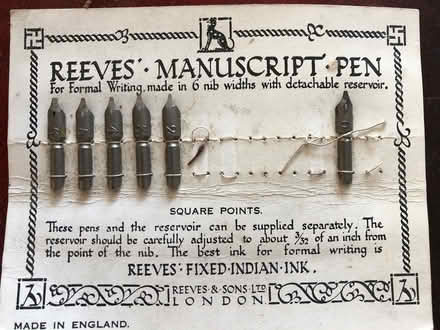 REEVES'·MANUSCRIPT·PEN
For Formal Writing, made in 6 nib widths with detachable reservoir.
SQUARE POINTS.
These pens and the reservoir can be supplied separately. The
reservoir should be carefully adjusted to about 3/32 of an inch from
the point of the nib. The best ink for formal writing is
REEVES'·FIXED·INDIAN·INK.
REEVES·&·SONS·LTD
LONDON
MADE IN ENGLAND.